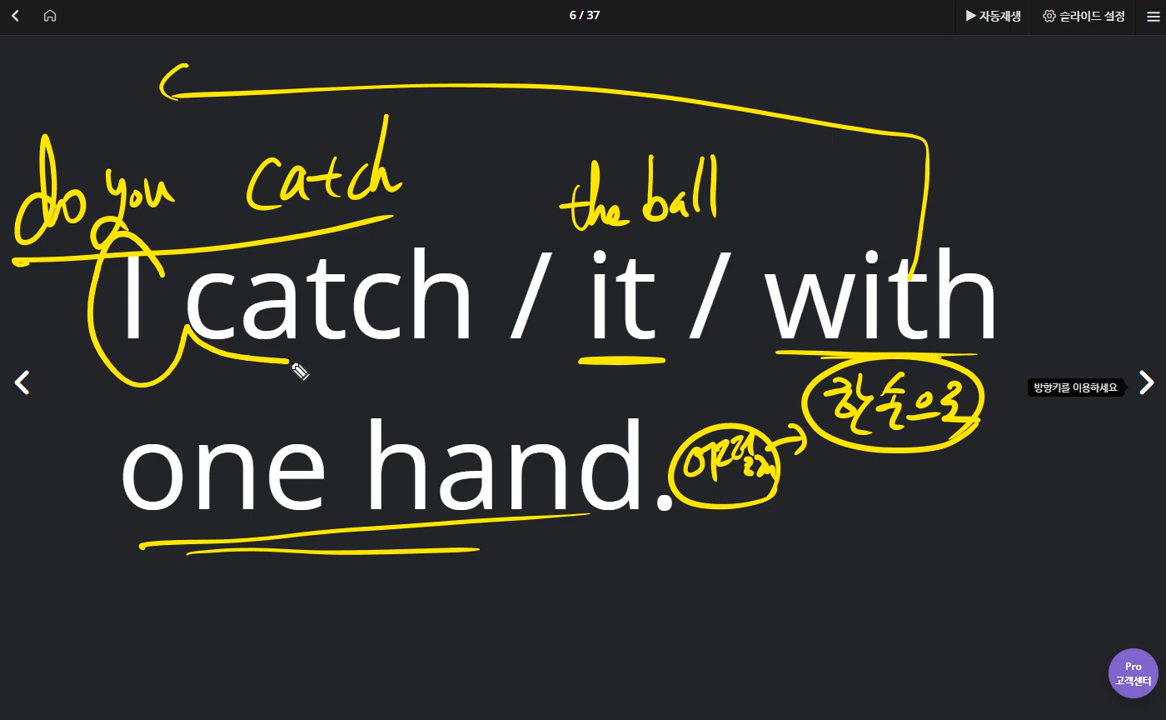 6 / 37
▶ 자동재생
슬라이드 설정
do you catch
the ball
I catch / it / with
방향키를 이용하세요
한 손으로
one hand.
Pro
고객센터